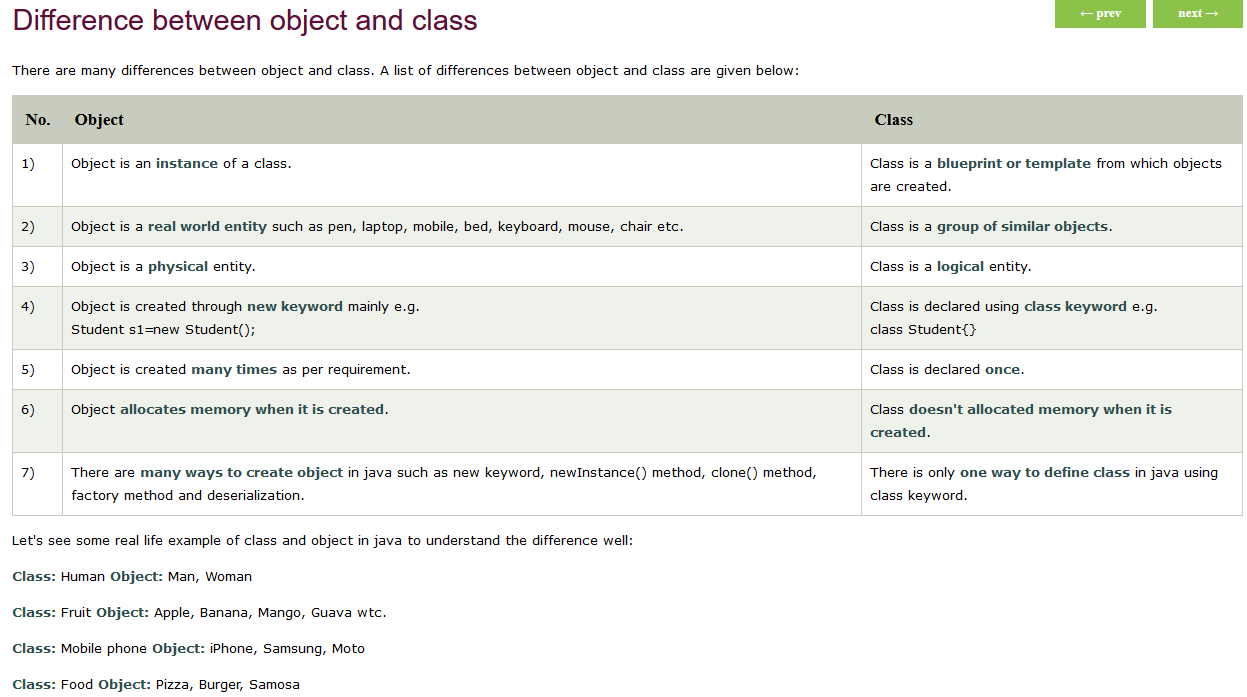 Difference between object and class
← prev
next →
There are many differences between object and class. A list of differences between object and class are given below:
No. Object Class
1) Object is an instance of a class. Class is a blueprint or template from which objects
are created.
2) Object is a real world entity such as pen, laptop, mobile, bed, keyboard, mouse, chair etc. Class is a group of similar objects.
3) Object is a physical entity. Class is a logical entity.
4) Object is created through new keyword mainly e.g. Class is declared using class keyword e.g.
Student s1=new Student(); class Student{}
5) Object is created many times as per requirement. Class is declared once.
6) Object allocates memory when it is created. Class doesn't allocated memory when it is
created.
7) There are many ways to create object in java such as new keyword, newInstance() method, clone() method, There is only one way to define class in java using
factory method and deserialization. class keyword.
Let's see some real life example of class and object in java to understand the difference well:
Class: Human Object: Man, Woman
Class: Fruit Object: Apple, Banana, Mango, Guava wtc.
Class: Mobile phone Object: iPhone, Samsung, Moto
Class: Food Object: Pizza, Burger, Samosa